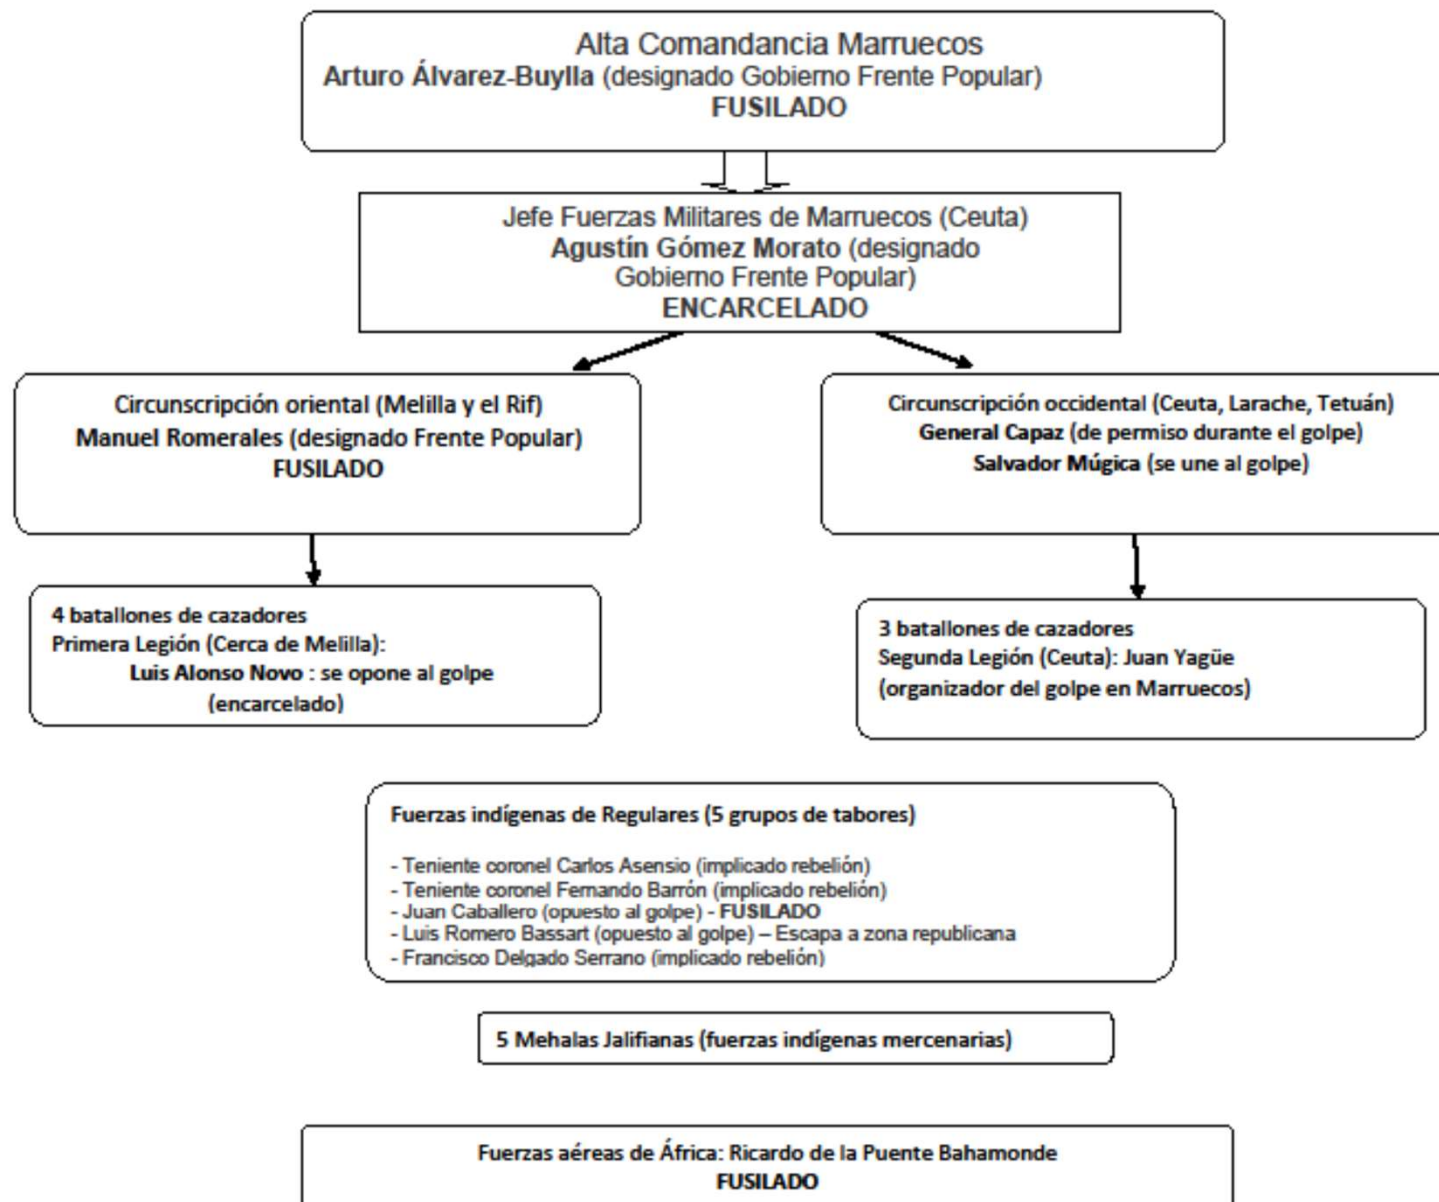 Alta Comandancia Marruecos
Arturo Álvarez-Buylla (designado Gobierno Frente Popular)
FUSILADO
Jefe Fuerzas Militares de Marruecos (Ceuta)
Agustín Gómez Morato (designado
Gobierno Frente Popular)
ENCARCELADO
Circunscripción oriental (Melilla y el Rif)
Manuel Romerales (designado Frente Popular)
FUSILADO
Circunscripción occidental (Ceuta, Larache, Tetuán)
General Capaz (de permiso durante el golpe)
Salvador Múgica (se une al golpe)
4 batallones de cazadores
Primera Legión (Cerca de Melilla):
Luis Alonso Novo : se opone al golpe
(encarcelado)
3 batallones de cazadores
Segunda Legión (Ceuta): Juan Yagüe
(organizador del golpe en Marruecos)
Fuerzas indígenas de Regulares (5 grupos de tabores)
- Teniente coronel Carlos Asensio (implicado rebelión)
- Teniente coronel Fernando Barrón (implicado rebelión)
- Juan Caballero (opuesto al golpe) - FUSILADO
- Luis Romero Bassart (opuesto al golpe) – Escapa a zona republicana
- Francisco Delgado Serrano (implicado rebelión)
5 Mehalas Jalifianas (fuerzas indígenas mercenarias)
Fuerzas aéreas de África: Ricardo de la Puente Bahamonde
FUSILADO